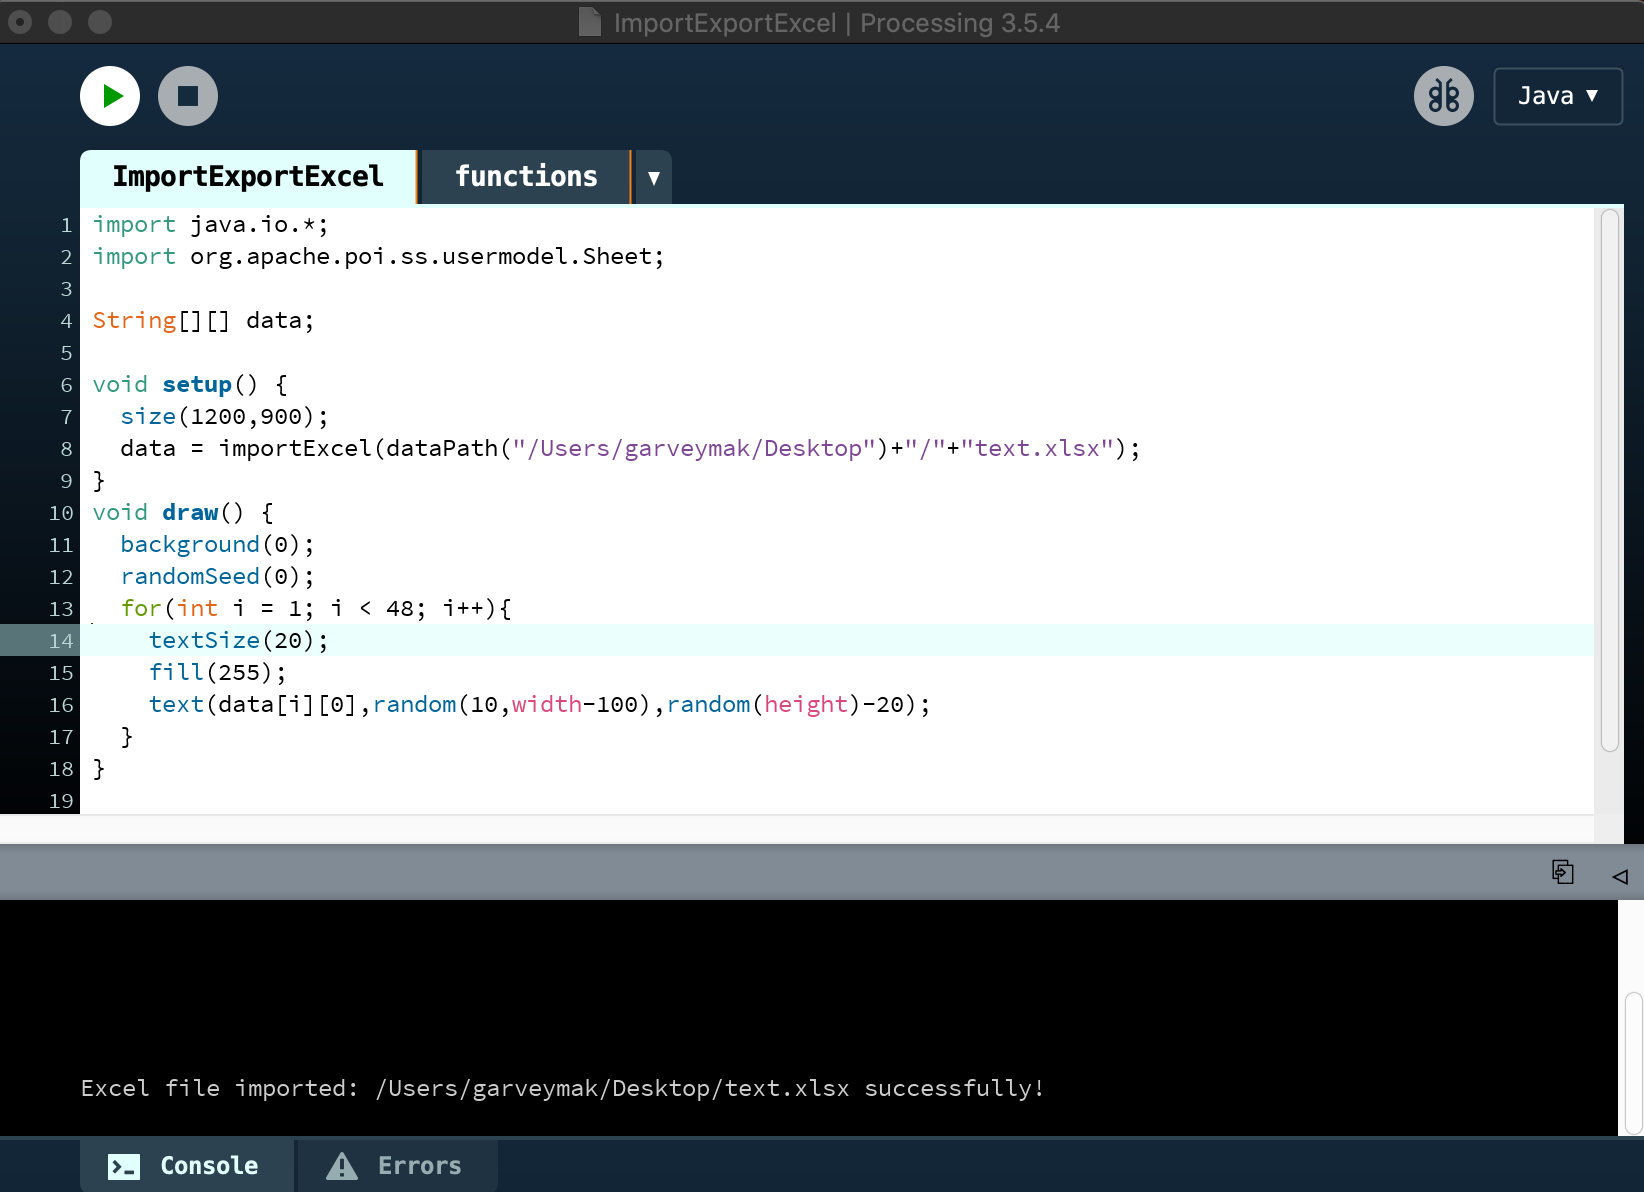 ImportExportExcel | Processing 3.5.4
Java ▼
ImportExportExcel functions ▼
1 import java.io.*;
2 import org.apache.poi.ss.usermodel.Sheet;
3
4 String[][] data;
5
6 void setup() {
7 size(1200,900);
8 data = importExcel(dataPath("/Users/garveymak/Desktop")+"/"+"text.xlsx");
9 }
10 void draw() {
11 background(0);
12 randomSeed(0);
13 for(int i = 1; i < 48; i++){
14 textSize(20);
15 fill(255);
16 text(data[i][0],random(10,width-100),random(height)-20);
17 }
18 }
19
Excel file imported: /Users/garveymak/Desktop/text.xlsx successfully!
Console Errors